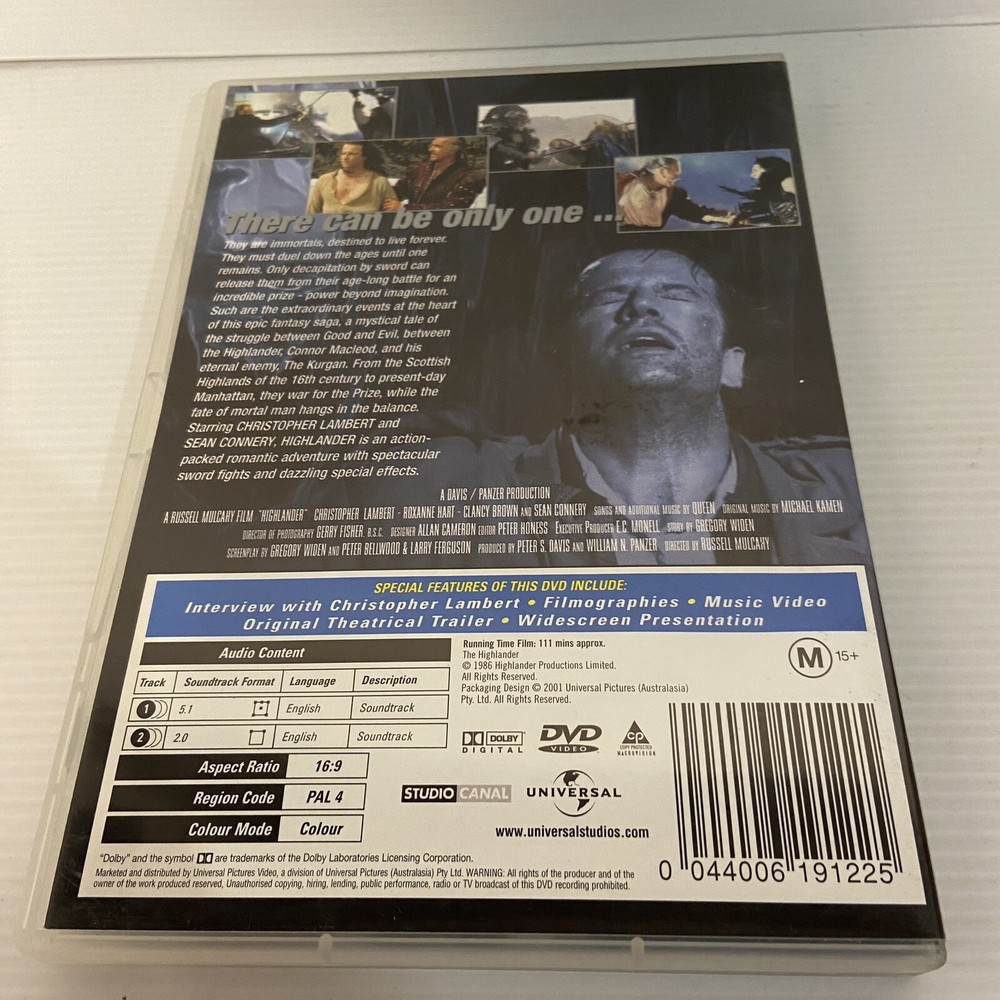 There can be only one ...
They are immortals, destined to live forever.
They must duel down the ages until one
remains. Only decapitation by sword can
release them from their age-long battle for an
incredible prize - power beyond imagination.
Such are the extraordinary events at the heart
of this epic fantasy saga, a mystical tale of
the struggle between Good and Evil, between
the Highlander, Connor Macleod, and his
eternal enemy, The Kurgan. From the Scottish
Highlands of the 16th century to present-day
Manhattan, they war for the Prize, while the
fate of mortal man hangs in the balance.
Starring CHRISTOPHER LAMBERT and
SEAN CONNERY, HIGHLANDER is an action-
packed romantic adventure with spectacular
sword fights and dazzling special effects.
A DAVIS / PANZER PRODUCTION
A RUSSELL MULCAHY FILM "HIGHLANDER" CHRISTOPHER LAMBERT - ROXANNE HART - CLANCY BROWN AND SEAN CONNERY SONGS AND ADDITIONAL MUSIC BY QUEEN ORIGINAL MUSIC BY MICHAEL KAMEN
DIRECTOR OF PHOTOGRAPHY GERRY FISHER B.S.C. DESIGNER ALLAN CAMERON EDITOR PETER HONESS EXECUTIVE PRODUCER E.C. MONELL STORY BY GREGORY WIDEN
SCREENPLAY BY GREGORY WIDEN AND PETER BELLWOOD & LARRY FERGUSON PRODUCED BY PETER S. DAVIS AND WILLIAM N. PANZER DIRECTED BY RUSSELL MULCAHY
SPECIAL FEATURES OF THIS DVD INCLUDE:
Interview with Christopher Lambert • Filmographies • Music Video
Original Theatrical Trailer • Widescreen Presentation
Audio Content
Track Soundtrack Format Language Description
1 5.1 English Soundtrack
2 2.0 English Soundtrack
Aspect Ratio 16:9
Region Code PAL 4
Colour Mode Colour
Running Time Film: 111 mins approx.
The Highlander
© 1986 Highlander Productions Limited.
All Rights Reserved.
Packaging Design © 2001 Universal Pictures (Australasia)
Pty. Ltd. All Rights Reserved.
M 15+
DOLBY
DIGITAL
DVD
VIDEO
CP
COPY PROTECTED
MACROVISION
STUDIO CANAL
UNIVERSAL
www.universalstudios.com
0 044006 191225
"Dolby" and the symbol are trademarks of the Dolby Laboratories Licensing Corporation.
Marketed and distributed by Universal Pictures Video, a division of Universal Pictures (Australasia) Pty Ltd. WARNING: All rights of the producer and of the
owner of the work produced reserved, Unauthorised copying, hiring, lending, public performance, radio or TV broadcast of this DVD recording prohibited.